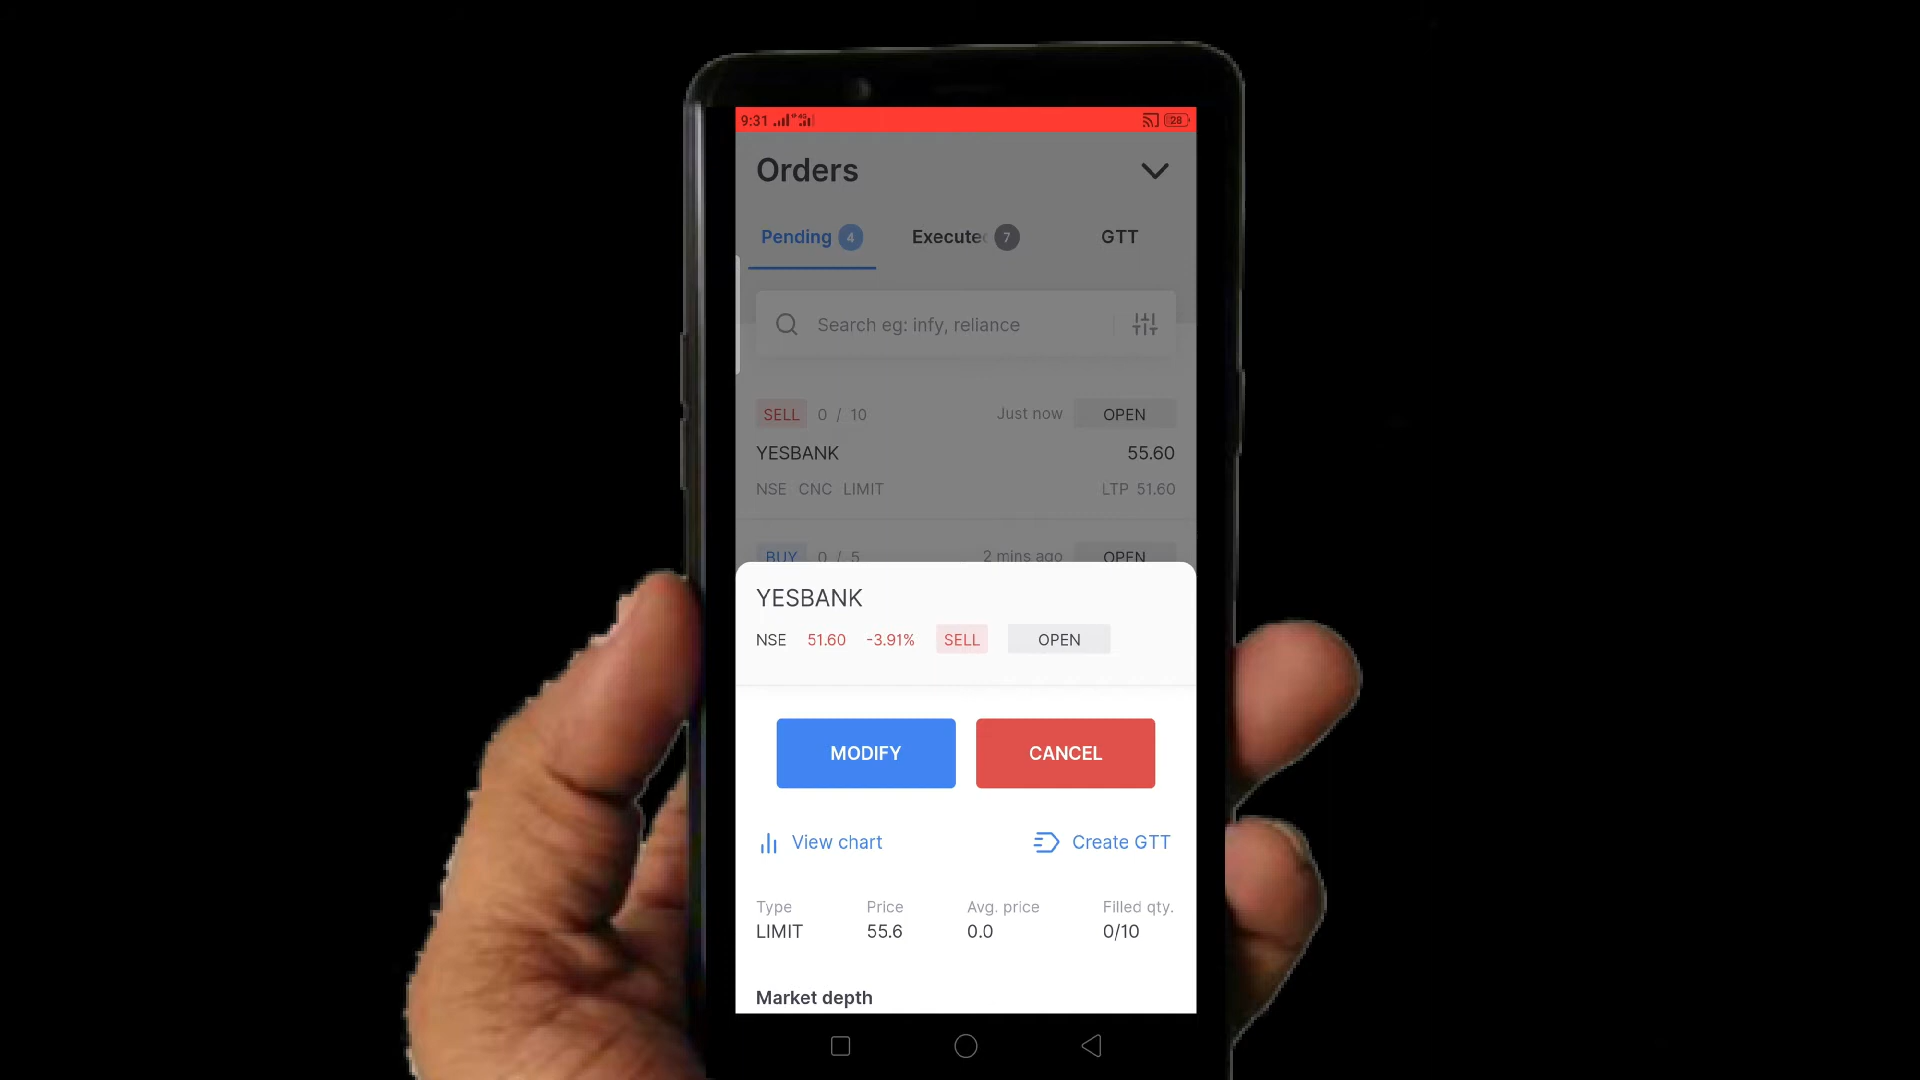 9:31 4G 28
Orders
Pending 4 Execute 7 GTT
Search eg: infy, reliance
SELL 0 / 10 Just now OPEN
YESBANK 55.60
NSE CNC LIMIT LTP 51.60
BUY 0 / 5 2 mins ago OPEN
YESBANK
NSE 51.60 -3.91% SELL OPEN
MODIFY CANCEL
View chart Create GTT
Type Price Avg. price Filled qty.
LIMIT 55.6 0.0 0/10
Market depth